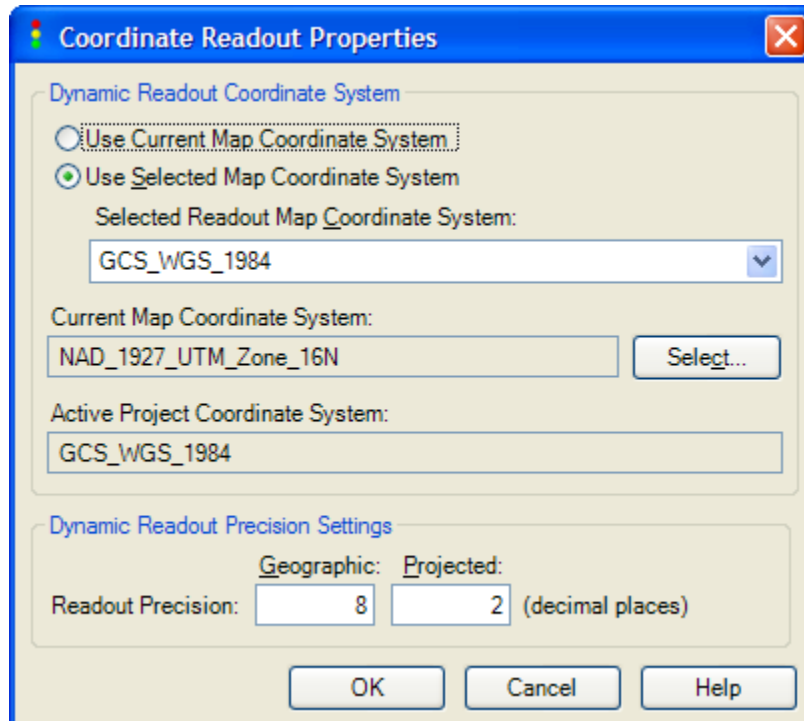 Coordinate Readout Properties
Dynamic Readout Coordinate System
Use Current Map Coordinate System
Use Selected Map Coordinate System
Selected Readout Map Coordinate System:
GCS_WGS_1984
Current Map Coordinate System:
NAD_1927_UTM_Zone_16N Select...
Active Project Coordinate System:
GCS_WGS_1984
Dynamic Readout Precision Settings
Geographic: Projected:
Readout Precision: 8 2 (decimal places)
OK Cancel Help